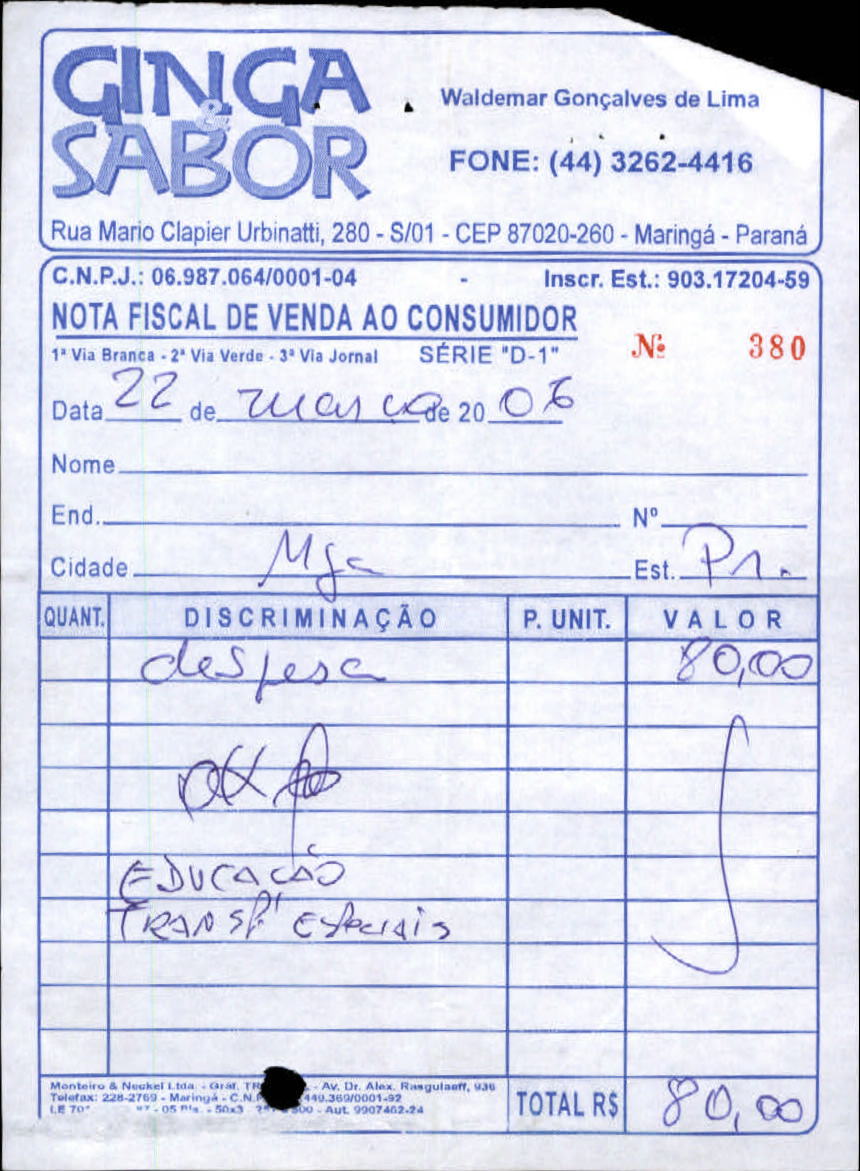 GINGA
&
SABOR
Waldemar Gonçalves de Lima
FONE: (44) 3262-4416
Rua Mario Clapier Urbinatti, 280 - S/01 - CEP 87020-260 - Maringá - Paraná
C.N.P.J.: 06.987.064/0001-04 - Inscr. Est.: 903.17204-59
NOTA FISCAL DE VENDA AO CONSUMIDOR
1ª Via Branca - 2ª Via Verde - 3ª Via Jornal SÉRIE "D-1" Nº 380
Data 22 de março de 20 06
Nome
End. Nº
Cidade Mga Est. Pr.
QUANT. DISCRIMINAÇÃO P. UNIT. VALOR
despesa 80,00
EDUCAÇÃO
TRANSP. ESPECIAIS
Monteiro & Neckel Ltda. - Gráf. - Av. Dr. Alex. Rasgulaeff, 936
Telefax: 228-2769 - Maringá - C.N.P 449.369/0001-92
- 50x3 - Aut. 9907462-24
TOTAL R$ 80,00